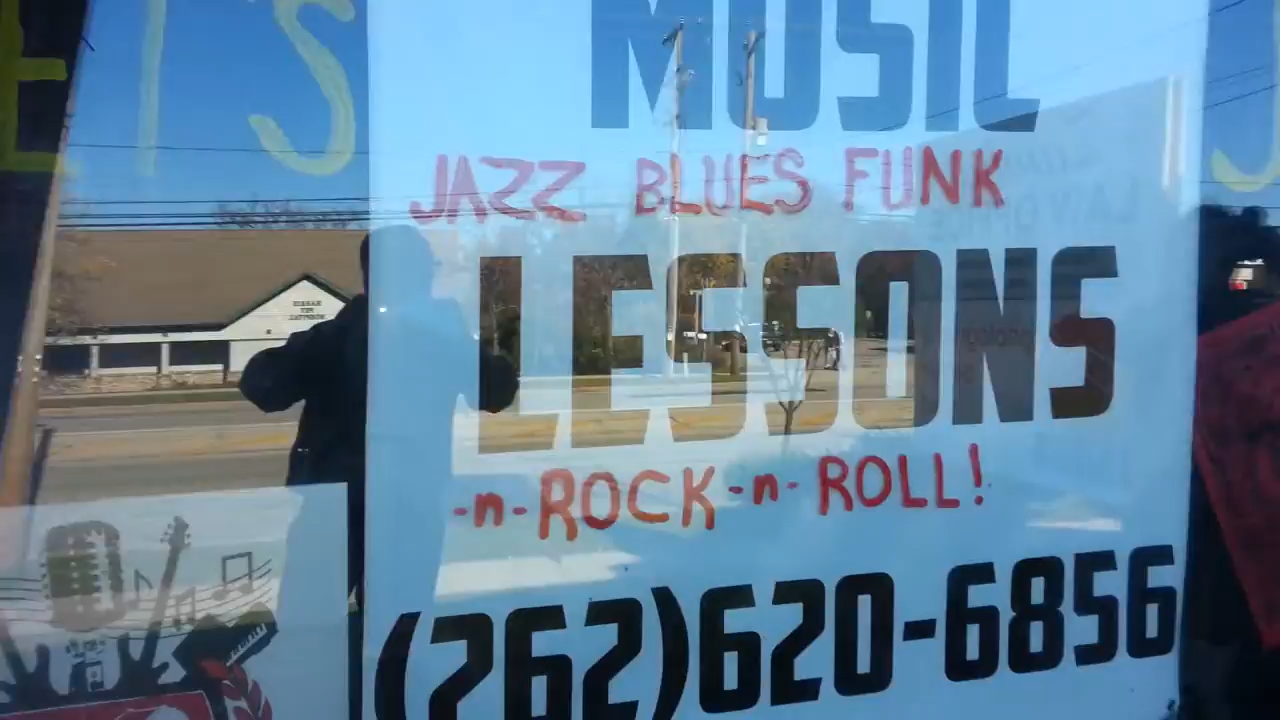 MUSIC
JAZZ BLUES FUNK
LESSONS
-n-ROCK-n-ROLL!
(262)620-6856